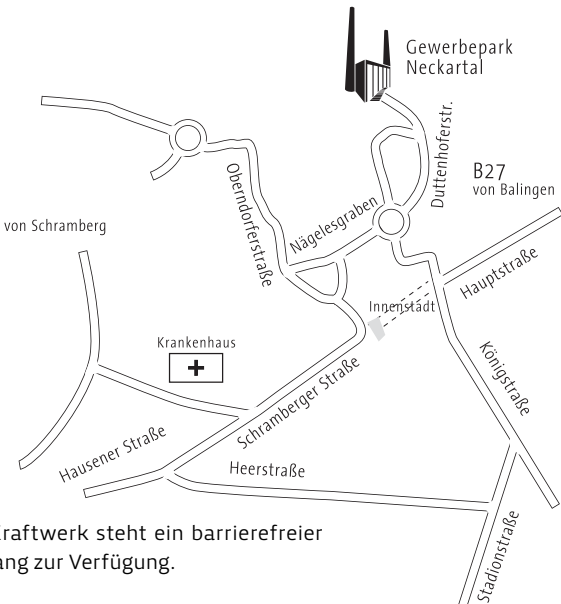 Gewerbepark
Neckartal
Duttenhoferstr.
B27
von Balingen
Oberndorferstraße
Nägelesgraben
von Schramberg
Hauptstraße
Innenstadt
Krankenhaus
Königstraße
Schramberger Straße
Hausener Straße
Heerstraße
Stadionstraße
Kraftwerk steht ein barrierefreier
ang zur Verfügung.